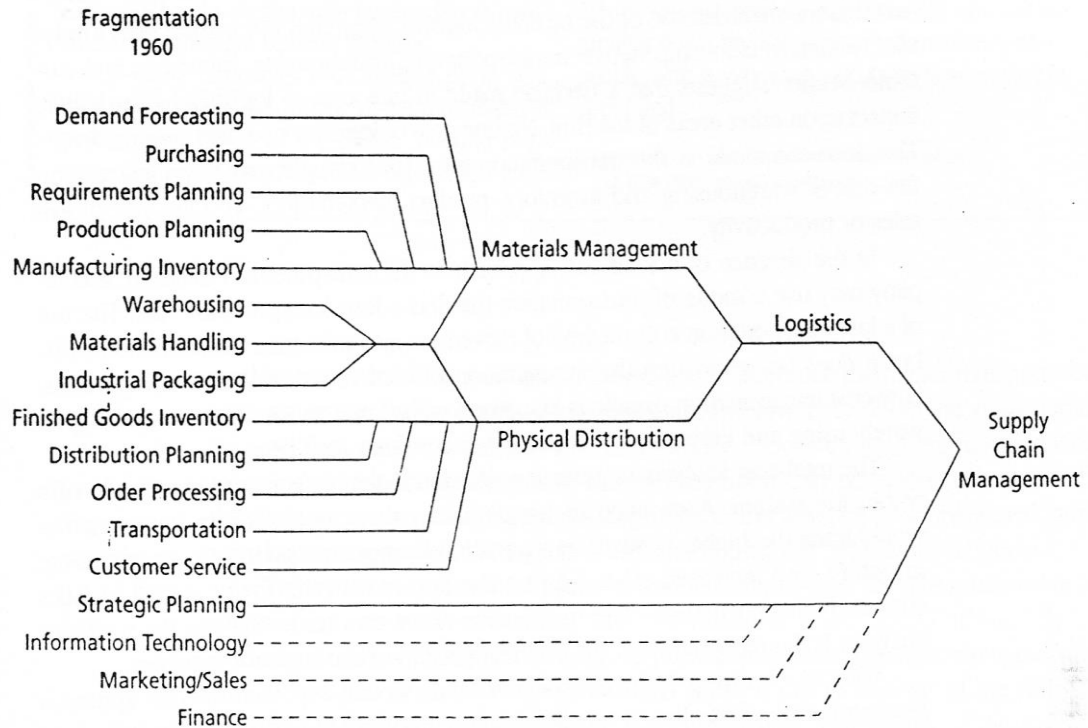 Fragmentation
1960
Demand Forecasting
Purchasing
Requirements Planning
Production Planning
Manufacturing Inventory
Warehousing
Materials Handling
Industrial Packaging
Finished Goods Inventory
Distribution Planning
Order Processing
Transportation
Customer Service
Strategic Planning
Information Technology
Marketing/Sales
Finance
Materials Management
Physical Distribution
Logistics
Supply
Chain
Management